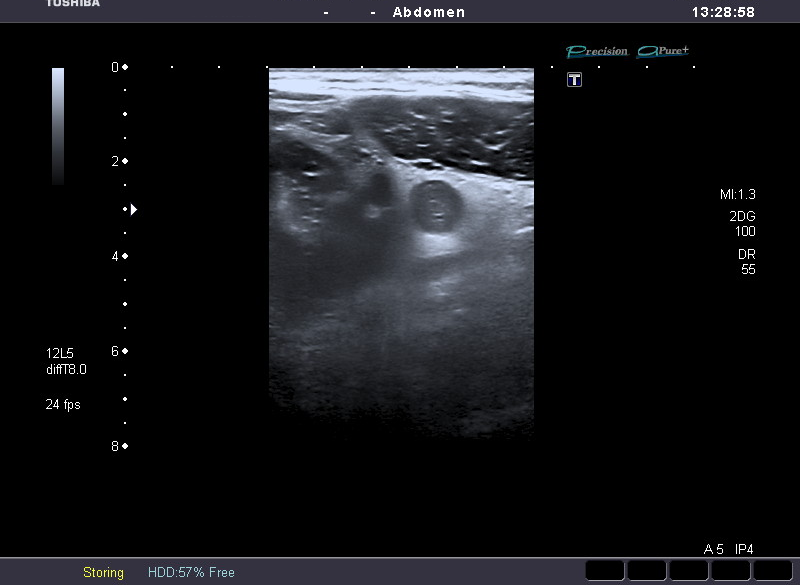 TOSHIBA
- - Abdomen 13:28:58
Precision APure+
T
0
2
4
6
8
MI:1.3
2DG
100
DR
55
12L5
diffT8.0
24 fps
A 5 IP4
Storing HDD:57% Free